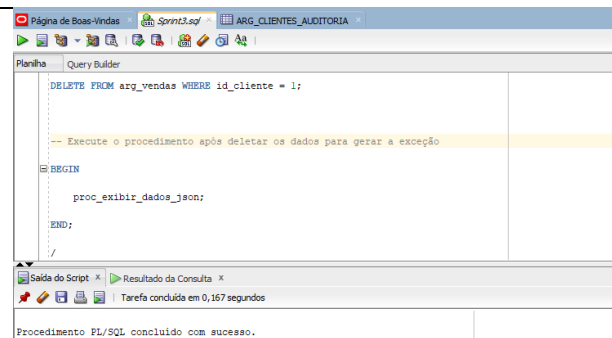 Página de Boas-Vindas × Sprint3.sql × ARG_CLIENTES_AUDITORIA ×
Planilha Query Builder
DELETE FROM arg_vendas WHERE id_cliente = 1;
-- Execute o procedimento após deletar os dados para gerar a exceção
BEGIN
proc_exibir_dados_json;
END;
/
Saída do Script × Resultado da Consulta ×
Tarefa concluída em 0,167 segundos
Procedimento PL/SQL concluído com sucesso.